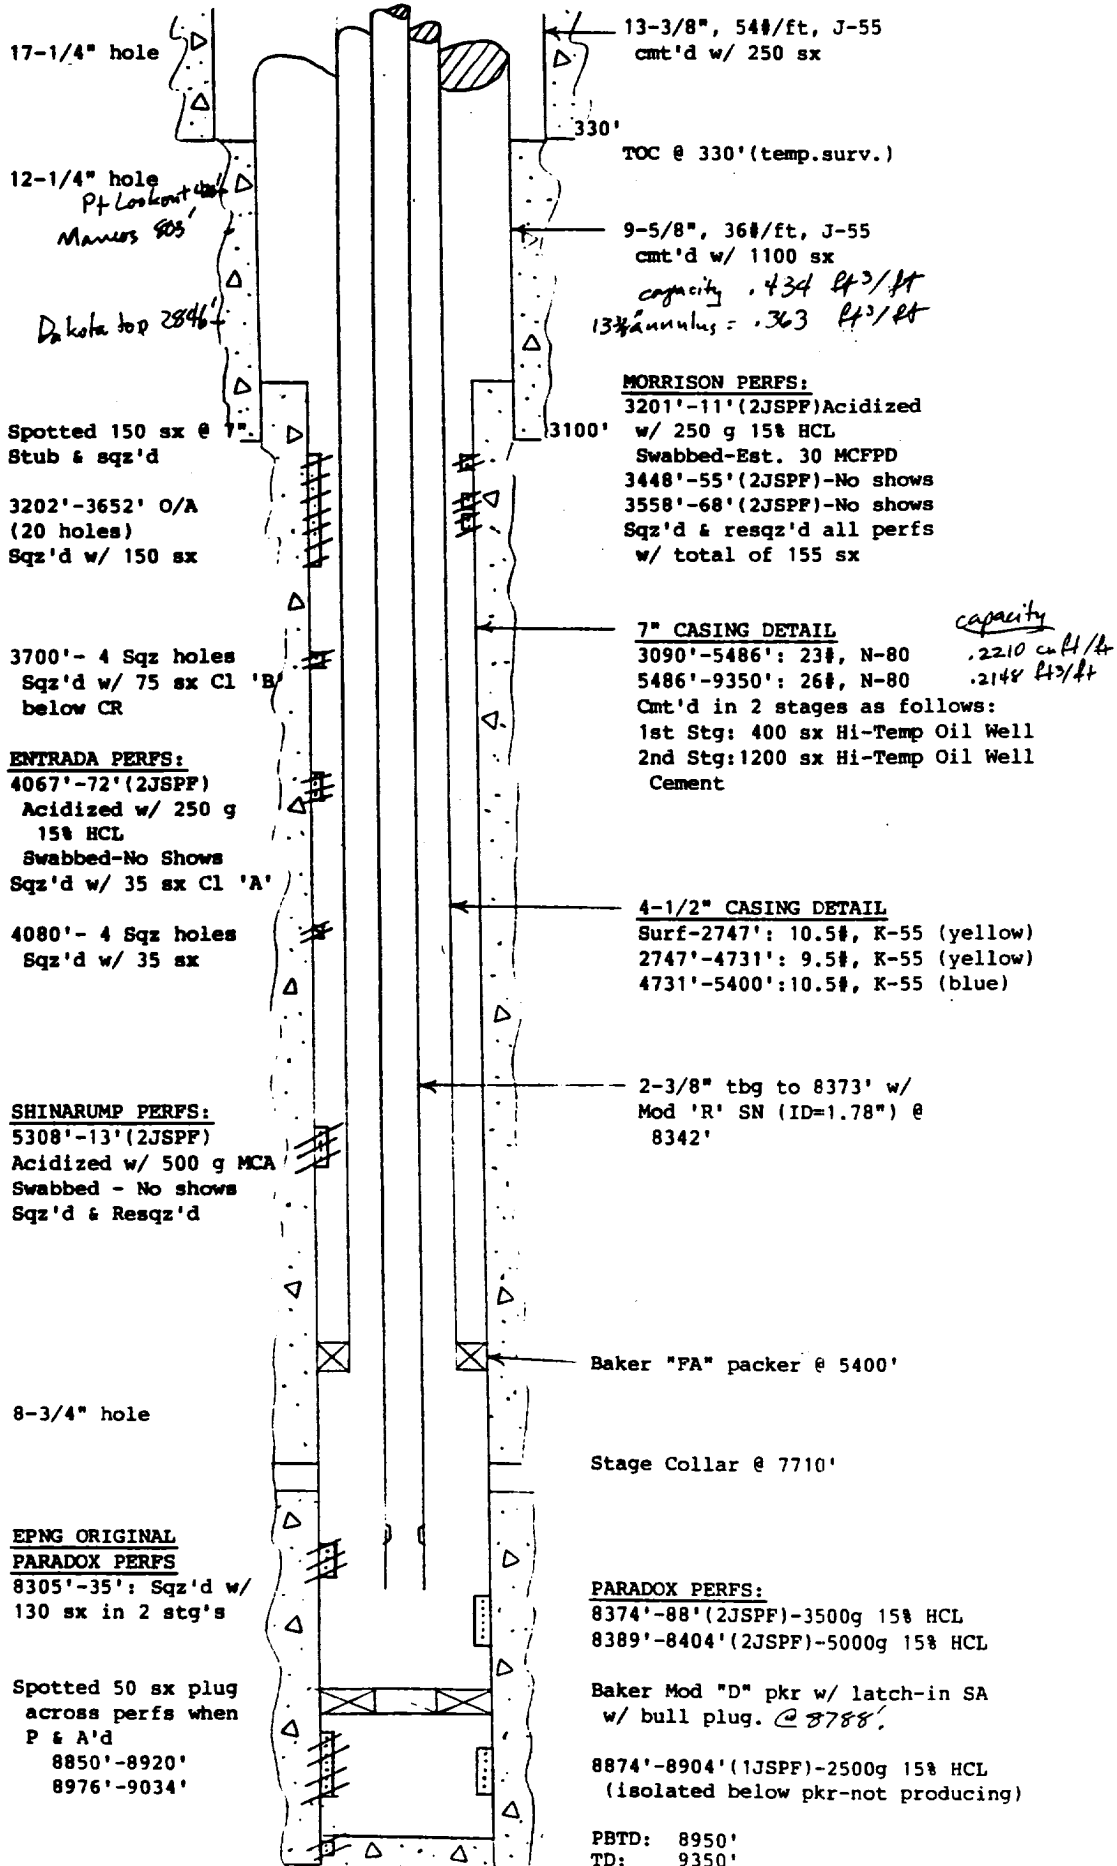 17-1/4" hole
13-3/8", 54#/ft, J-55
cmt'd w/ 250 sx
330'
TOC @ 330'(temp.surv.)
12-1/4" hole
Pt Lookout
Mancos 803'
9-5/8", 36#/ft, J-55
cmt'd w/ 1100 sx
capacity .434 ft³/ft
13⅜" annulus = .363 ft³/ft
Dakota top 2846'
MORRISON PERFS:
3201'-11'(2JSPF)Acidized
w/ 250 g 15% HCL
Swabbed-Est. 30 MCFPD
3448'-55'(2JSPF)-No shows
3558'-68'(2JSPF)-No shows
Sqz'd & resqz'd all perfs
w/ total of 155 sx
3100'
Spotted 150 sx @ 7"
Stub & sqz'd
3202'-3652' O/A
(20 holes)
Sqz'd w/ 150 sx
7" CASING DETAIL
capacity
3090'-5486': 23#, N-80 .2210 cu ft/ft
5486'-9350': 26#, N-80 .2148 ft³/ft
Cmt'd in 2 stages as follows:
1st Stg: 400 sx Hi-Temp Oil Well
2nd Stg:1200 sx Hi-Temp Oil Well
Cement
3700'- 4 Sqz holes
Sqz'd w/ 75 sx Cl 'B'
below CR
ENTRADA PERFS:
4067'-72'(2JSPF)
Acidized w/ 250 g
15% HCL
Swabbed-No Shows
Sqz'd w/ 35 sx Cl 'A'
4080'- 4 Sqz holes
Sqz'd w/ 35 sx
4-1/2" CASING DETAIL
Surf-2747': 10.5#, K-55 (yellow)
2747'-4731': 9.5#, K-55 (yellow)
4731'-5400':10.5#, K-55 (blue)
2-3/8" tbg to 8373' w/
Mod 'R' SN (ID=1.78") @
8342'
SHINARUMP PERFS:
5308'-13'(2JSPF)
Acidized w/ 500 g MCA
Swabbed - No shows
Sqz'd & Resqz'd
Baker "FA" packer @ 5400'
8-3/4" hole
Stage Collar @ 7710'
EPNG ORIGINAL
PARADOX PERFS
8305'-35': Sqz'd w/
130 sx in 2 stg's
PARADOX PERFS:
8374'-88'(2JSPF)-3500g 15% HCL
8389'-8404'(2JSPF)-5000g 15% HCL
Spotted 50 sx plug
across perfs when
P & A'd
8850'-8920'
8976'-9034'
Baker Mod "D" pkr w/ latch-in SA
w/ bull plug. @ 8788'.
8874'-8904'(1JSPF)-2500g 15% HCL
(isolated below pkr-not producing)
PBTD: 8950'
TD: 9350'